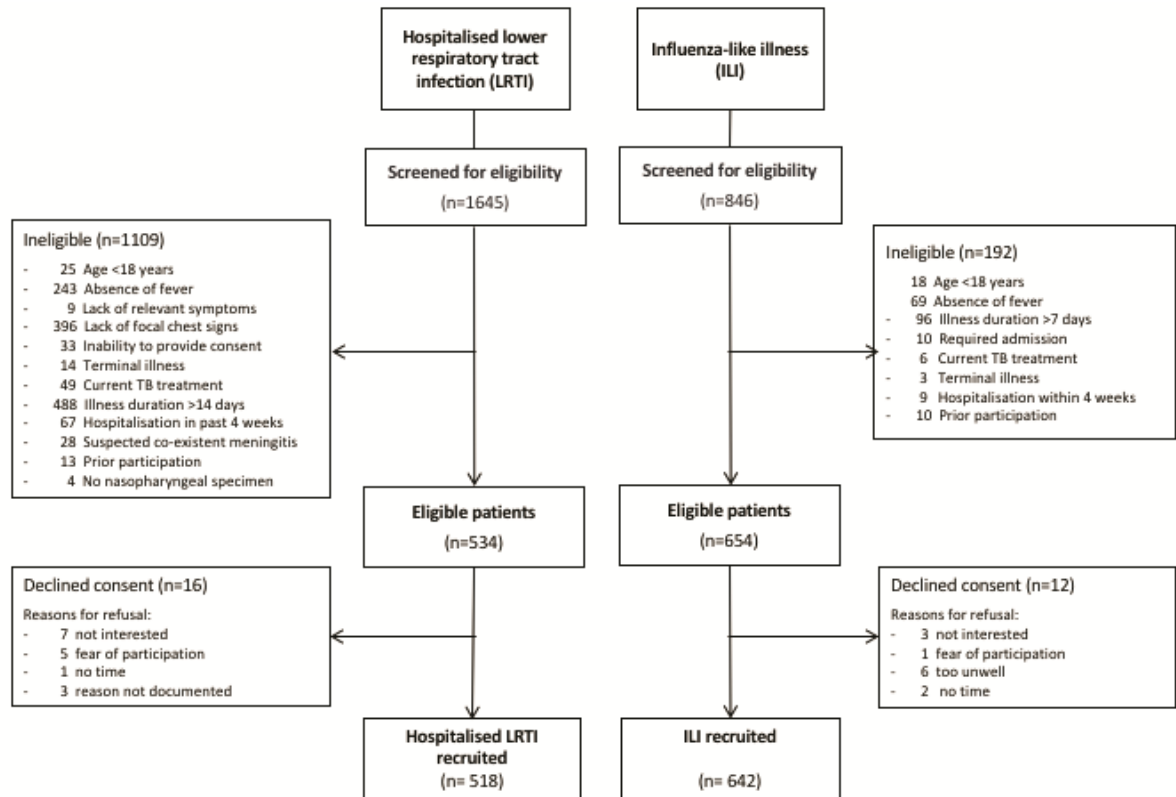 Hospitalised lower
respiratory tract
infection (LRTI)
Influenza-like illness
(ILI)
Screened for eligibility
(n=1645)
Screened for eligibility
(n=846)
Ineligible (n=1109)
- 25 Age <18 years
- 243 Absence of fever
- 9 Lack of relevant symptoms
- 396 Lack of focal chest signs
- 33 Inability to provide consent
- 14 Terminal illness
- 49 Current TB treatment
- 488 Illness duration >14 days
- 67 Hospitalisation in past 4 weeks
- 28 Suspected co-existent meningitis
- 13 Prior participation
- 4 No nasopharyngeal specimen
Ineligible (n=192)
18 Age <18 years
69 Absence of fever
- 96 Illness duration >7 days
- 10 Required admission
- 6 Current TB treatment
- 3 Terminal illness
- 9 Hospitalisation within 4 weeks
- 10 Prior participation
Eligible patients
(n=534)
Eligible patients
(n=654)
Declined consent (n=16)
Reasons for refusal:
- 7 not interested
- 5 fear of participation
- 1 no time
- 3 reason not documented
Declined consent (n=12)
Reasons for refusal:
- 3 not interested
- 1 fear of participation
- 6 too unwell
- 2 no time
Hospitalised LRTI
recruited
(n= 518)
ILI recruited
(n= 642)